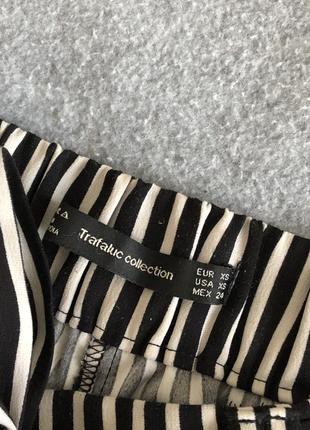 Trafaluc collection
EUR XS
USA XS
MEX 24